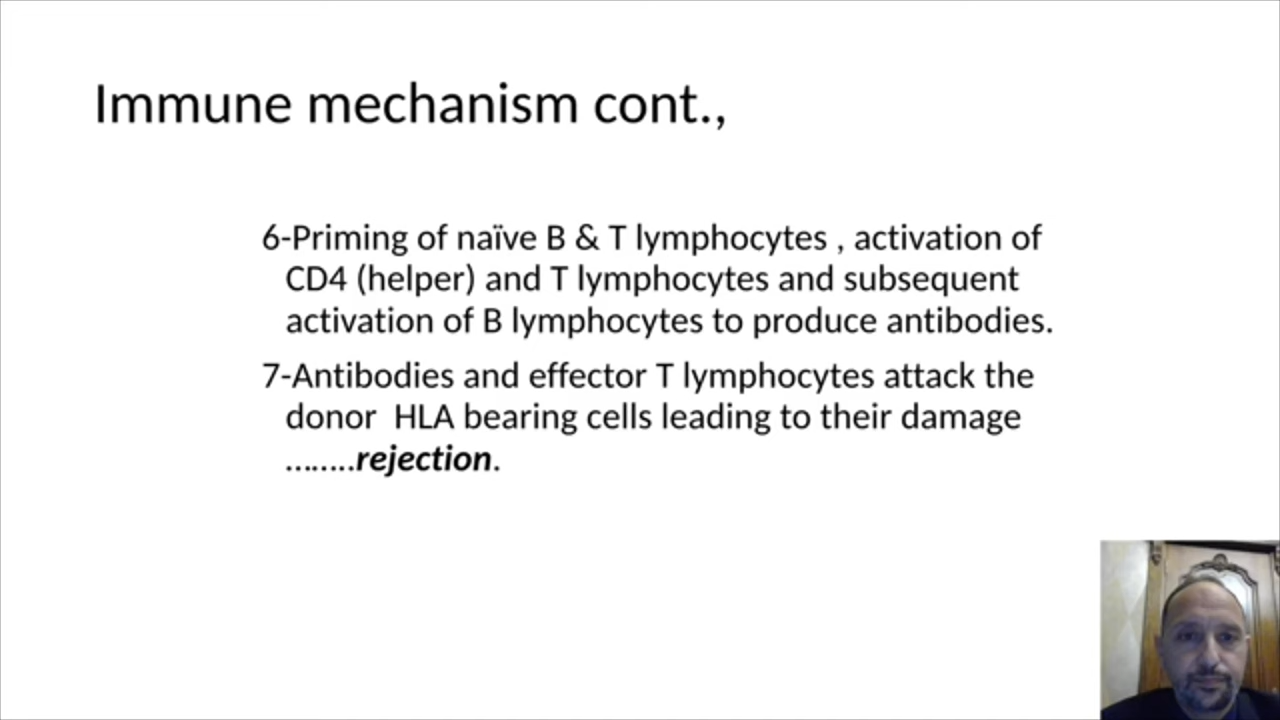 Immune mechanism cont.,
6-Priming of naïve B & T lymphocytes , activation of
CD4 (helper) and T lymphocytes and subsequent
activation of B lymphocytes to produce antibodies.
7-Antibodies and effector T lymphocytes attack the
donor  HLA bearing cells leading to their damage
……..rejection.